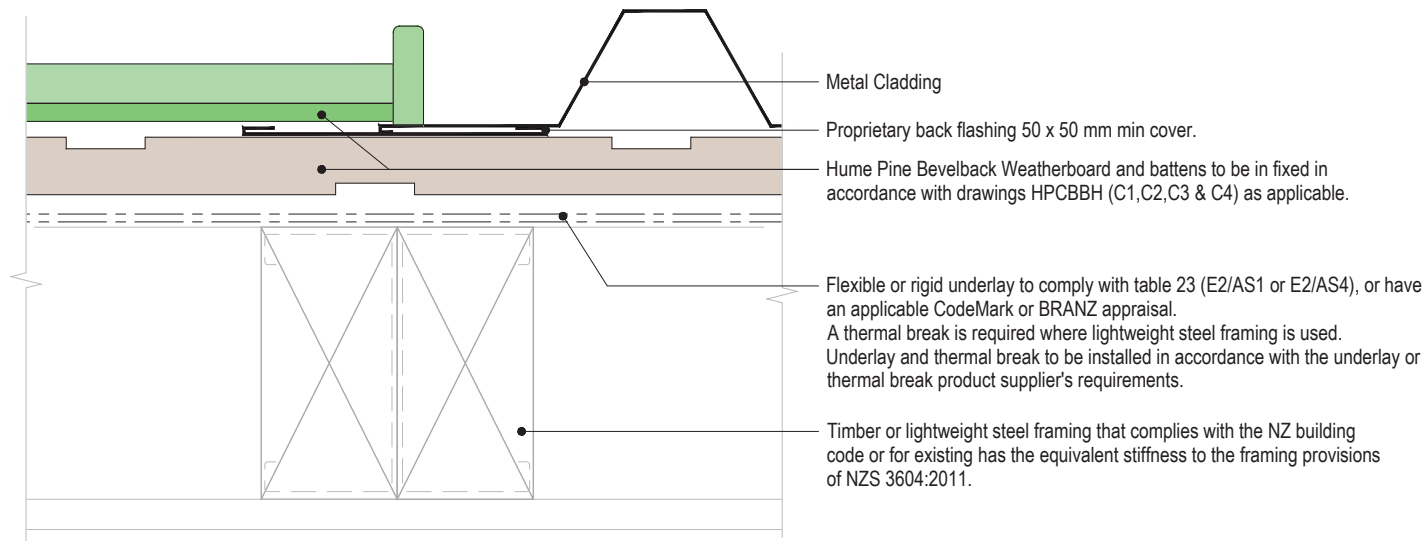 Metal Cladding
Proprietary back flashing 50 x 50 mm min cover.
Hume Pine Bevelback Weatherboard and battens to be in fixed in
accordance with drawings HPCBBH (C1,C2,C3 & C4) as applicable.
Flexible or rigid underlay to comply with table 23 (E2/AS1 or E2/AS4), or have
an applicable CodeMark or BRANZ appraisal.
A thermal break is required where lightweight steel framing is used.
Underlay and thermal break to be installed in accordance with the underlay or
thermal break product supplier's requirements.
Timber or lightweight steel framing that complies with the NZ building
code or for existing has the equivalent stiffness to the framing provisions
of NZS 3604:2011.